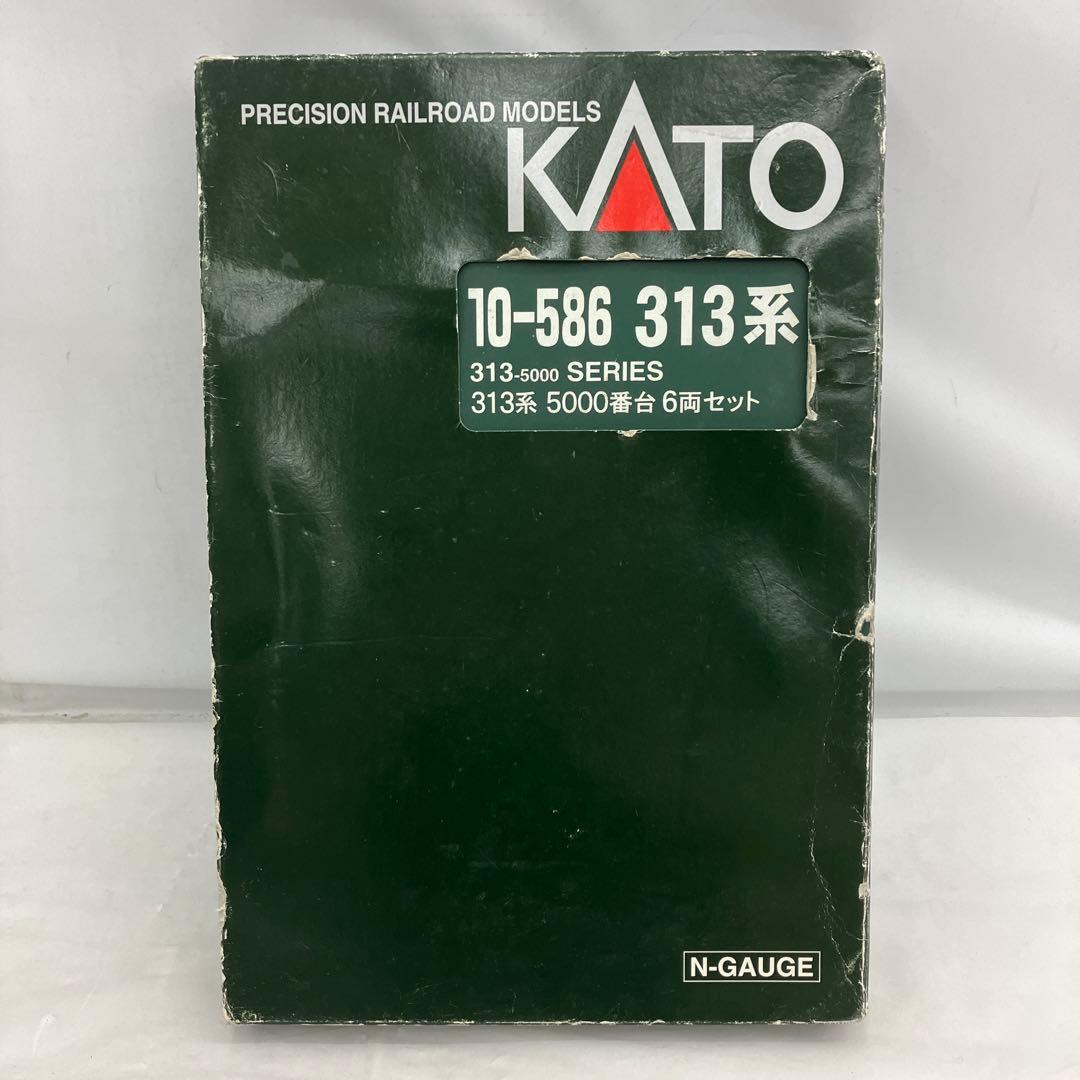 PRECISION RAILROAD MODELS
KATO
10-586 313系
313-5000 SERIES
313系 5000番台 6両セット
N-GAUGE